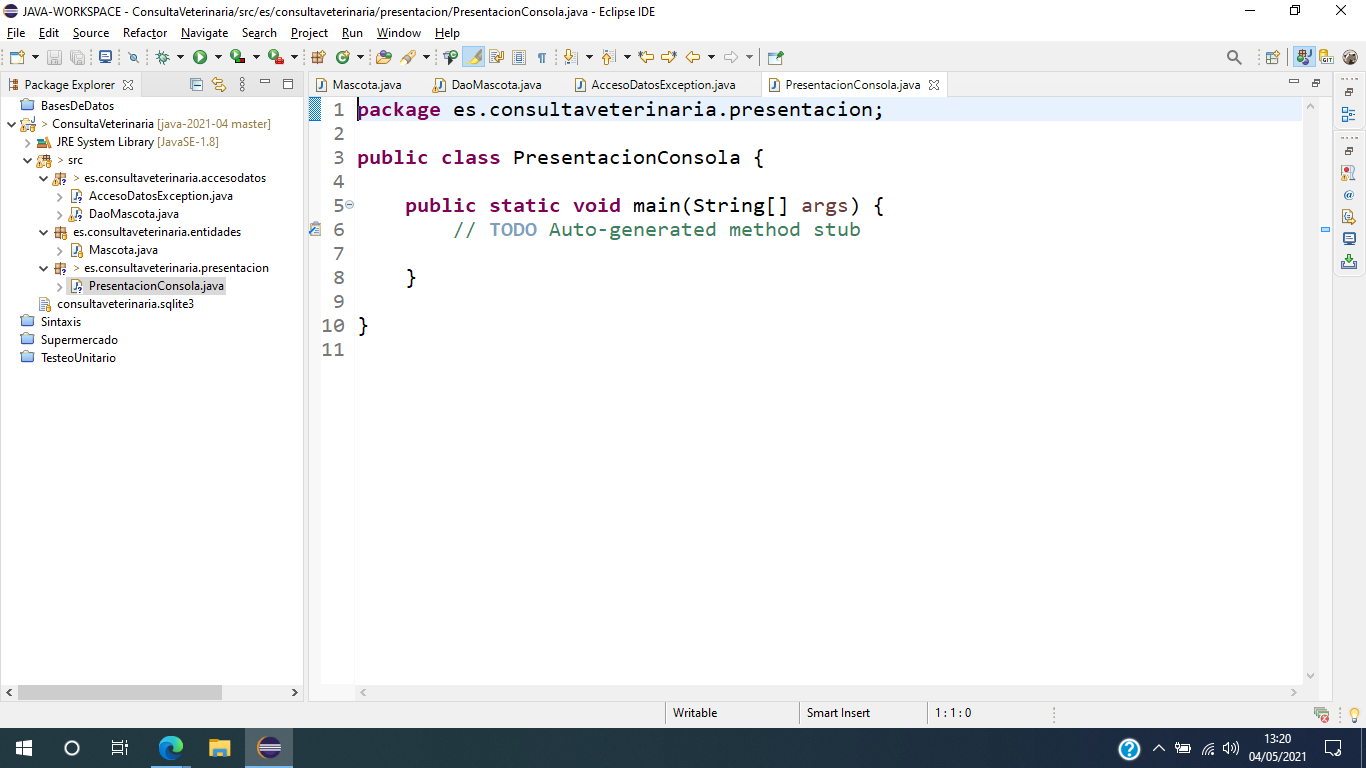 JAVA-WORKSPACE - ConsultaVeterinaria/src/es/consultaveterinaria/presentacion/PresentacionConsola.java - Eclipse IDE
File Edit Source Refactor Navigate Search Project Run Window Help
Package Explorer
Mascota.java DaoMascota.java AccesoDatosException.java PresentacionConsola.java
BasesDeDatos
> ConsultaVeterinaria [java-2021-04 master]
JRE System Library [JavaSE-1.8]
> src
> es.consultaveterinaria.accesodatos
AccesoDatosException.java
DaoMascota.java
es.consultaveterinaria.entidades
Mascota.java
> es.consultaveterinaria.presentacion
PresentacionConsola.java
consultaveterinaria.sqlite3
Sintaxis
Supermercado
TesteoUnitario
1 package es.consultaveterinaria.presentacion;
2
3 public class PresentacionConsola {
4
5 public static void main(String[] args) {
6 // TODO Auto-generated method stub
7
8 }
9
10 }
11
Writable Smart Insert 1 : 1 : 0
13:20
04/05/2021